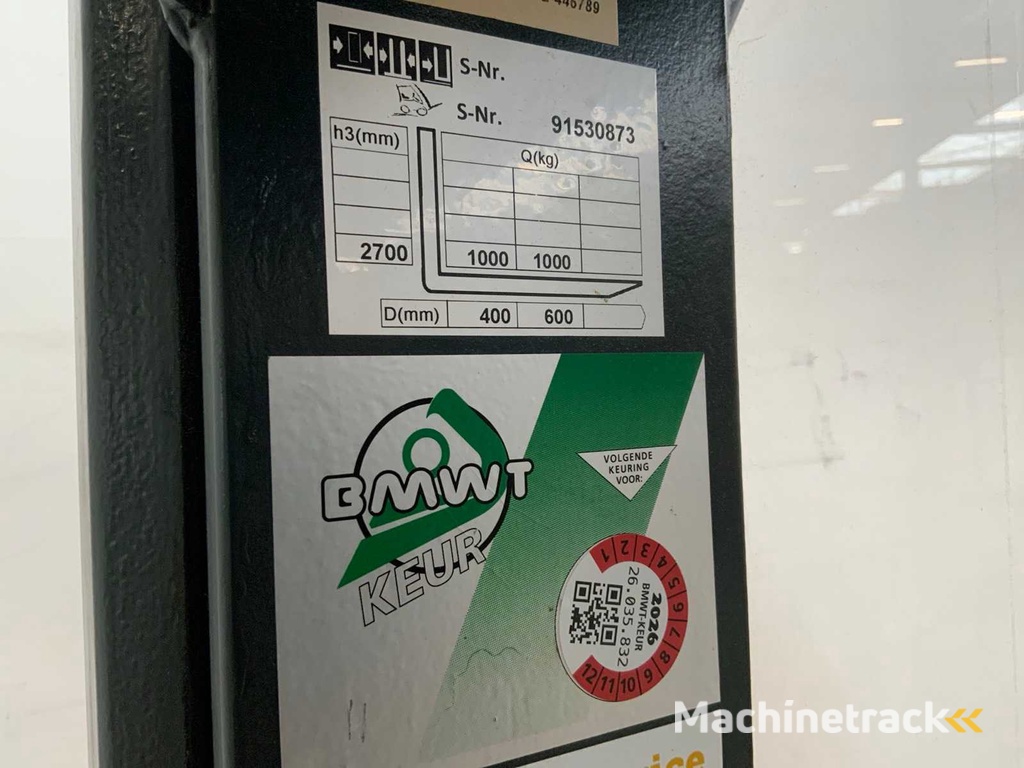 446789
S-Nr.
S-Nr. 91530873
h3(mm) Q(kg)
2700 1000 1000
D(mm) 400 600
BMWT
KEUR
VOLGENDE
KEURING
VOOR:
1 2 3 4 5 6 7 8 9 10 11 12
2026
BMWT-KEUR
26.035.832
Machinetrack